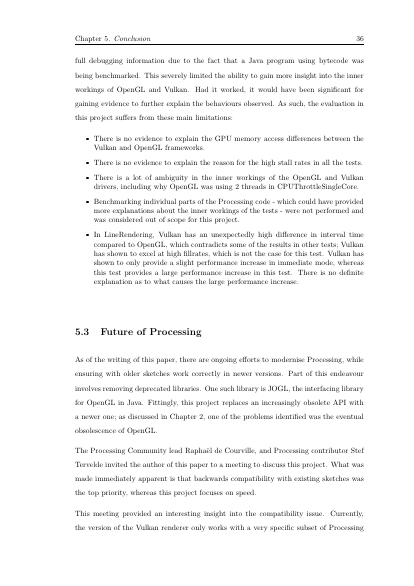 Chapter 5. Conclusion 36
full debugging information due to the fact that a Java program using bytecode was
being benchmarked. This severely limited the ability to gain more insight into the inner
workings of OpenGL and Vulkan. Had it worked, it would have been significant for
gaining evidence to further explain the behaviours observed. As such, the evaluation in
this project suffers from these main limitations:
• There is no evidence to explain the GPU memory access differences between the
Vulkan and OpenGL frameworks.
• There is no evidence to explain the reason for the high stall rates in all the tests.
• There is a lot of ambiguity in the inner workings of the OpenGL and Vulkan
drivers, including why OpenGL was using 2 threads in CPUThrottleSingleCore.
• Benchmarking individual parts of the Processing code - which could have provided
more explanations about the inner workings of the tests - were not performed and
was considered out of scope for this project.
• In LineRendering, Vulkan has an unexpectedly high difference in interval time
compared to OpenGL, which contradicts some of the results in other tests; Vulkan
has shown to excel at high fillrates, which is not the case for this test. Vulkan has
shown to only provide a slight performance increase in immediate mode, whereas
this test provides a large performance increase in this test. There is no definite
explanation as to what causes the large performance increase.
5.3 Future of Processing
As of the writing of this paper, there are ongoing efforts to modernise Processing, while
ensuring with older sketches work correctly in newer versions. Part of this endeavour
involves removing deprecated libraries. One such library is JOGL, the interfacing library
for OpenGL in Java. Fittingly, this project replaces an increasingly obsolete API with
a newer one; as discussed in Chapter 2, one of the problems identified was the eventual
obsolescence of OpenGL.
The Processing Community lead Raphaël de Courville, and Processing contributor Stef
Tervelde invited the author of this paper to a meeting to discuss this project. What was
made immediately apparent is that backwards compatibility with existing sketches was
the top priority, whereas this project focuses on speed.
This meeting provided an interesting insight into the compatibility issue. Currently,
the version of the Vulkan renderer only works with a very specific subset of Processing